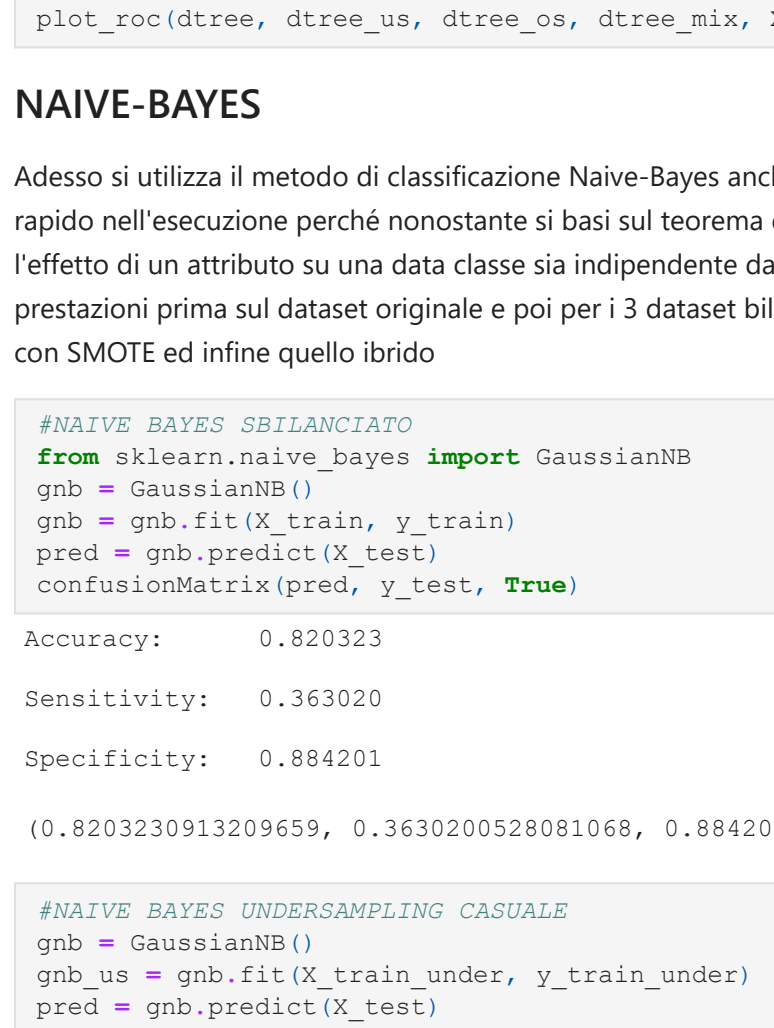 plot_roc(dtree, dtree_us, dtree_os, dtree_mix,
NAIVE-BAYES
Adesso si utilizza il metodo di classificazione Naive-Bayes
rapido nell'esecuzione perché nonostante si basi sul teorema
l'effetto di un attributo su una data classe sia indipendente
prestazioni prima sul dataset originale e poi per i 3 dataset
con SMOTE ed infine quello ibrido
#NAIVE BAYES SBILANCIATO
from sklearn.naive_bayes import GaussianNB
gnb = GaussianNB()
gnb = gnb.fit(X_train, y_train)
pred = gnb.predict(X_test)
confusionMatrix(pred, y_test, True)
Accuracy: 0.820323
Sensitivity: 0.363020
Specificity: 0.884201
(0.8203230913209659, 0.3630200528081068, 0.88420
#NAIVE BAYES UNDERSAMPLING CASUALE
gnb = GaussianNB()
gnb_us = gnb.fit(X_train_under, y_train_under)
pred = gnb.predict(X_test)